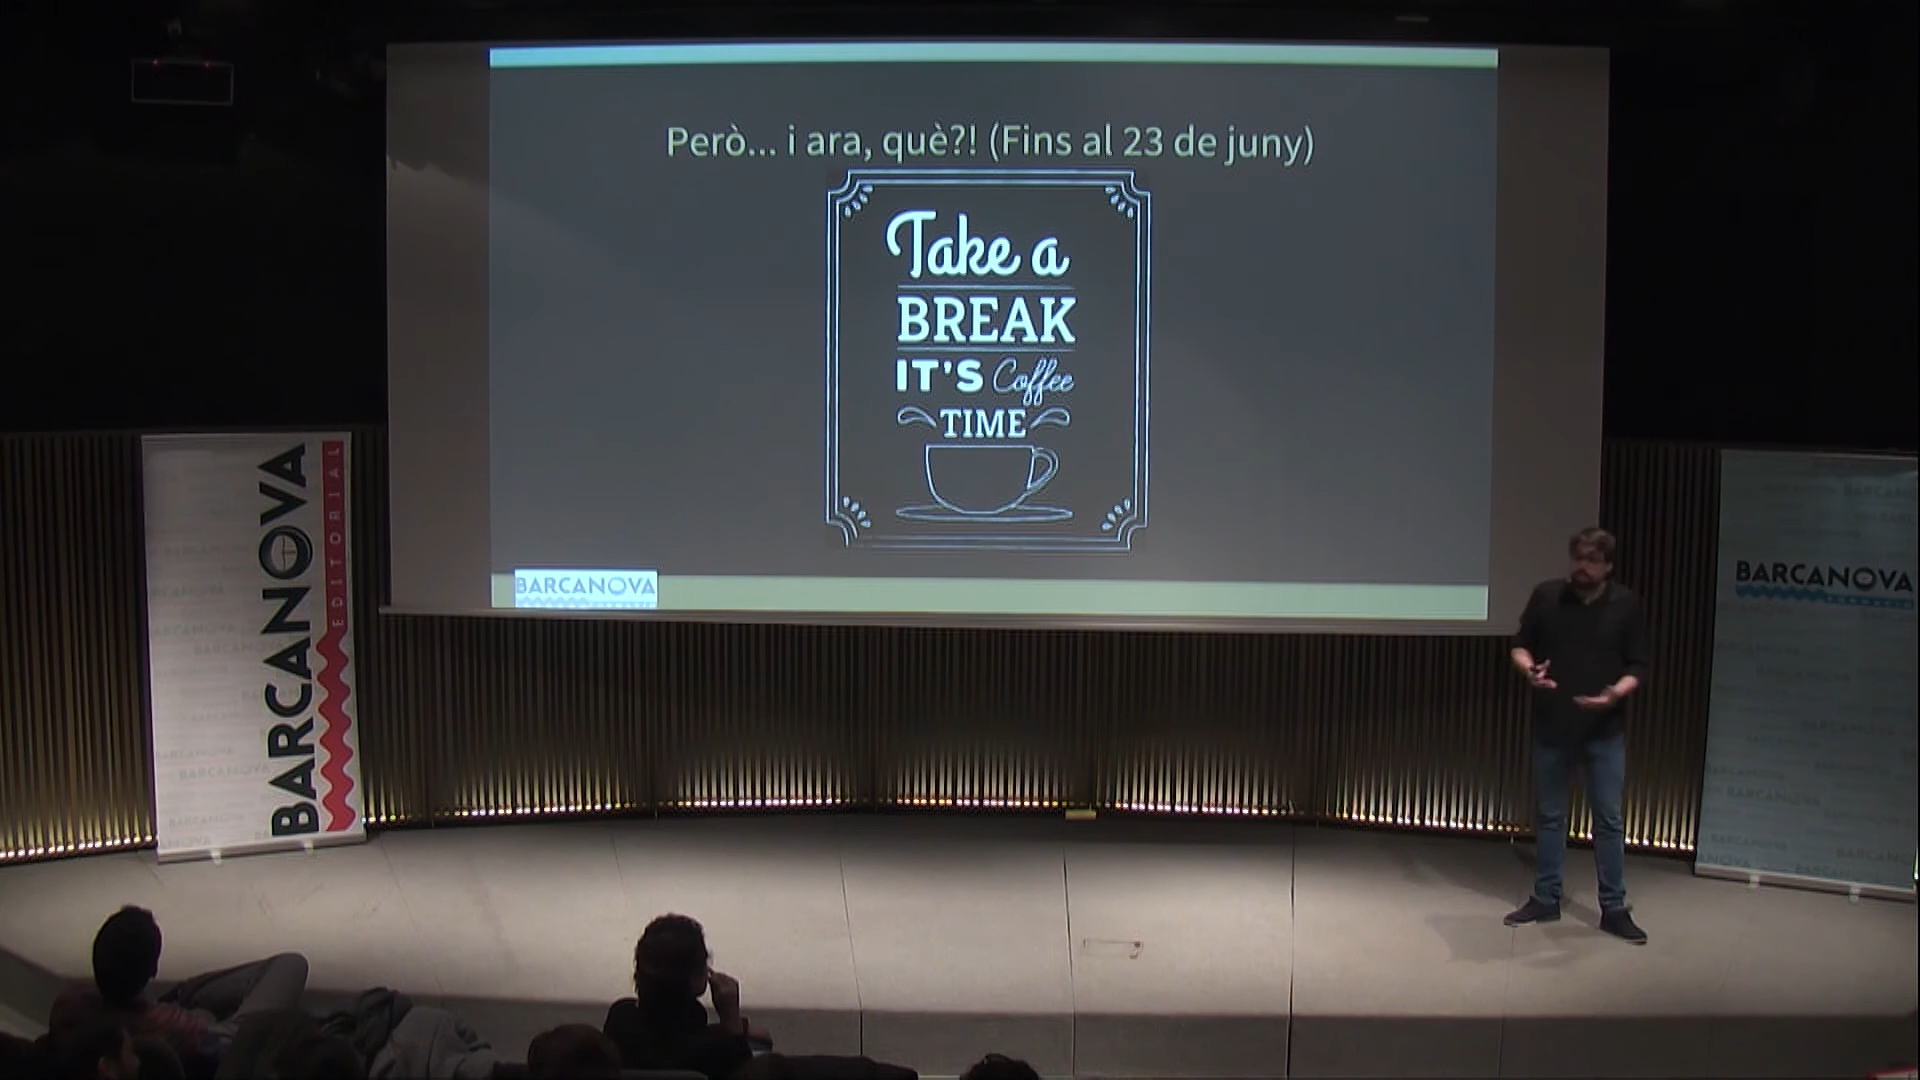 Però... i ara, què?! (Fins al 23 de juny)
Take a
BREAK
IT'S Coffee
TIME
BARCANOVA
BARCANOVA
EDITORIAL
BARCANOVA